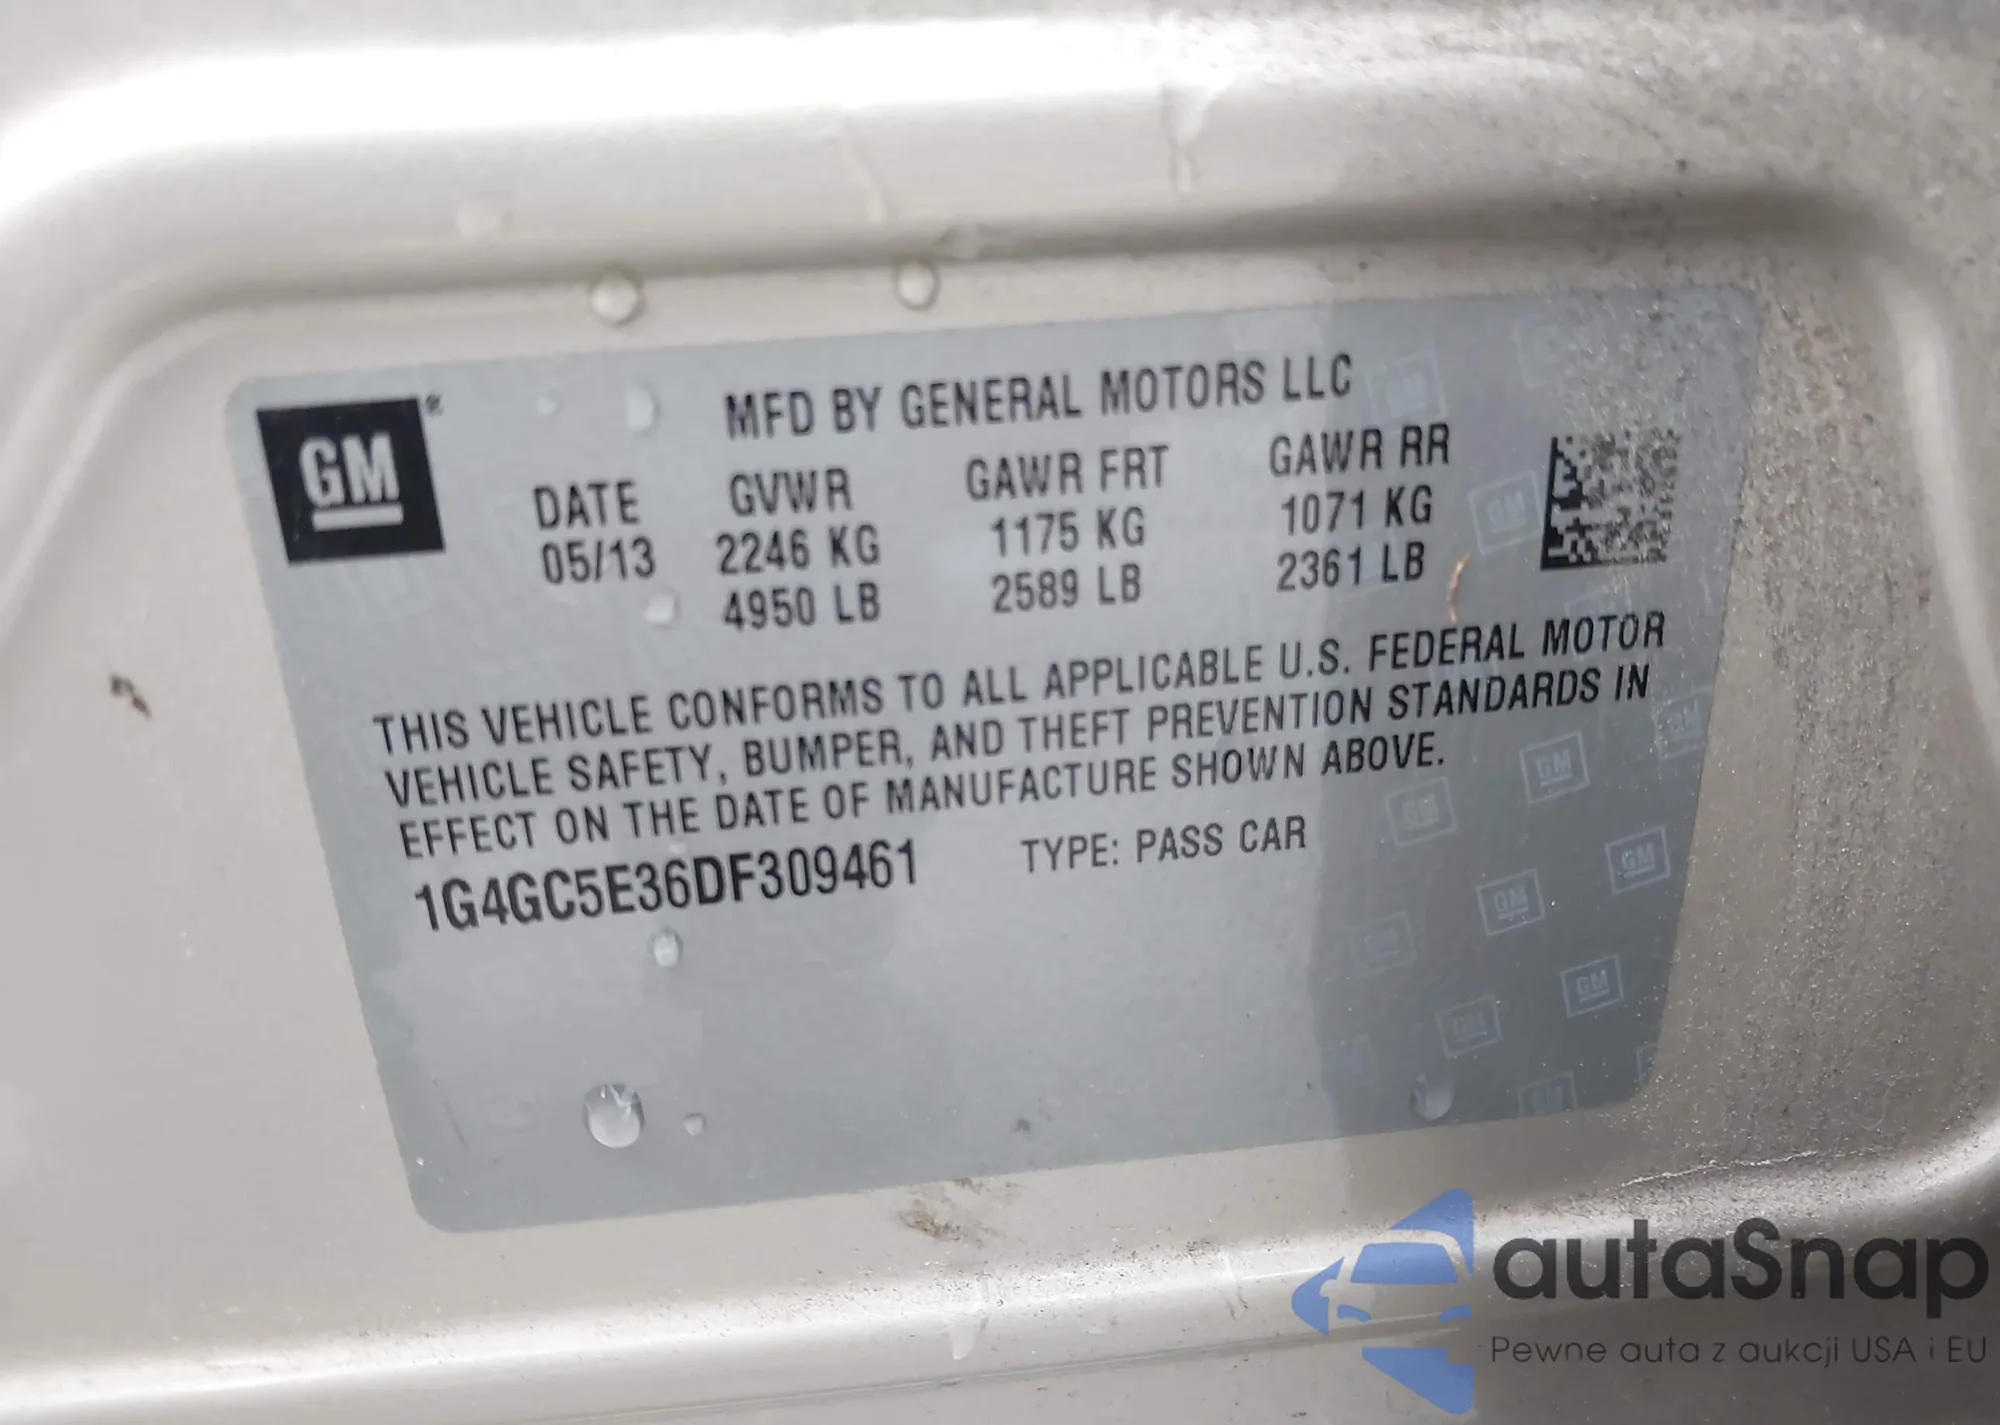 GM®
MFD BY GENERAL MOTORS LLC
DATE GVWR GAWR FRT GAWR RR
05/13 2246 KG 1175 KG 1071 KG
4950 LB 2589 LB 2361 LB
THIS VEHICLE CONFORMS TO ALL APPLICABLE U.S. FEDERAL MOTOR
VEHICLE SAFETY, BUMPER, AND THEFT PREVENTION STANDARDS IN
EFFECT ON THE DATE OF MANUFACTURE SHOWN ABOVE.
1G4GC5E36DF309461 TYPE: PASS CAR
autaSnap
Pewne auta z aukcji USA i EU